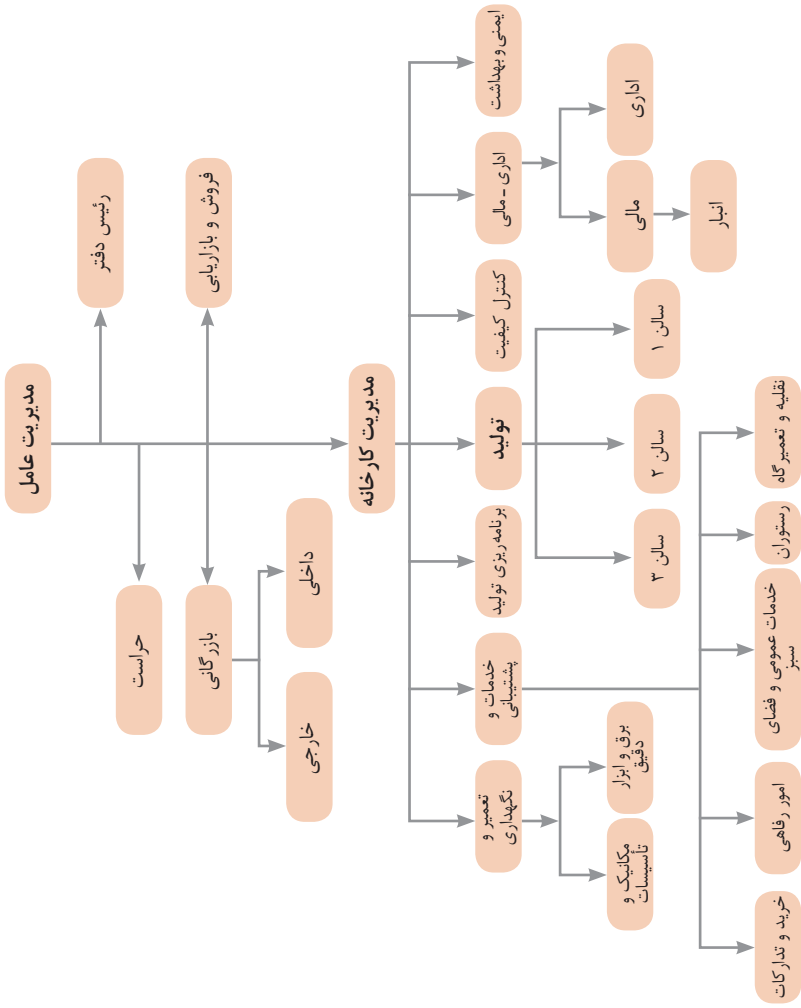 مدیریت عامل
رئیس دفتر
حراست
فروش و بازاریابی
بازرگانی
داخلی
خارجی
مدیریت کارخانه
ایمنی و بهداشت
اداری - مالی
کنترل کیفیت
تولید
برنامه ریزی تولید
خدمات و
پشتیبانی
تعمیر و
نگهداری
اداری
مالی
انبار
سالن ۱
سالن ۲
سالن ۳
برق و ابزار
دقیق
مکانیک و
تأسیسات
نقلیه و تعمیرگاه
رستوران
خدمات عمومی و فضای
سبز
امور رفاهی
خرید و تدارکات